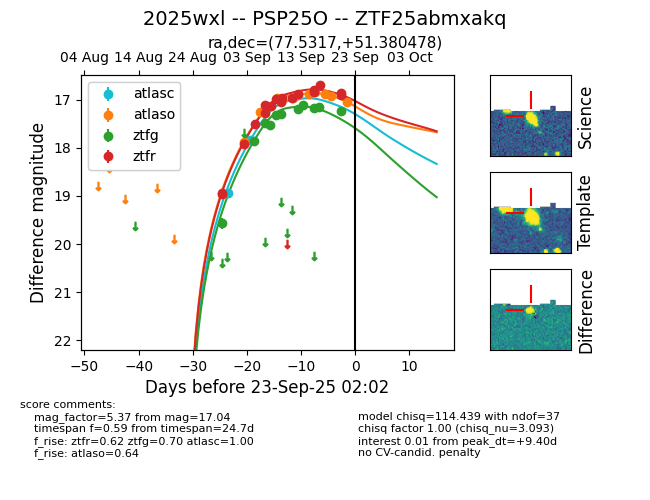 2025wxl -- PSP25O -- ZTF25abmxakq
ra,dec=(77.5317,+51.380478)
04 Aug 14 Aug 24 Aug 03 Sep 13 Sep 23 Sep 03 Oct
atlasc
atlaso
ztfg
ztfr
17
18
19
20
21
22
Difference magnitude
−50 −40 −30 −20 −10 0 10
Days before 23-Sep-25 02:02
Science
Template
Difference
score comments:
mag_factor=5.37 from mag=17.04
timespan f=0.59 from timespan=24.7d
f_rise: ztfr=0.62 ztfg=0.70 atlasc=1.00
f_rise: atlaso=0.64
model chisq=114.439 with ndof=37
chisq factor 1.00 (chisq_nu=3.093)
interest 0.01 from peak_dt=+9.40d
no CV-candid. penalty